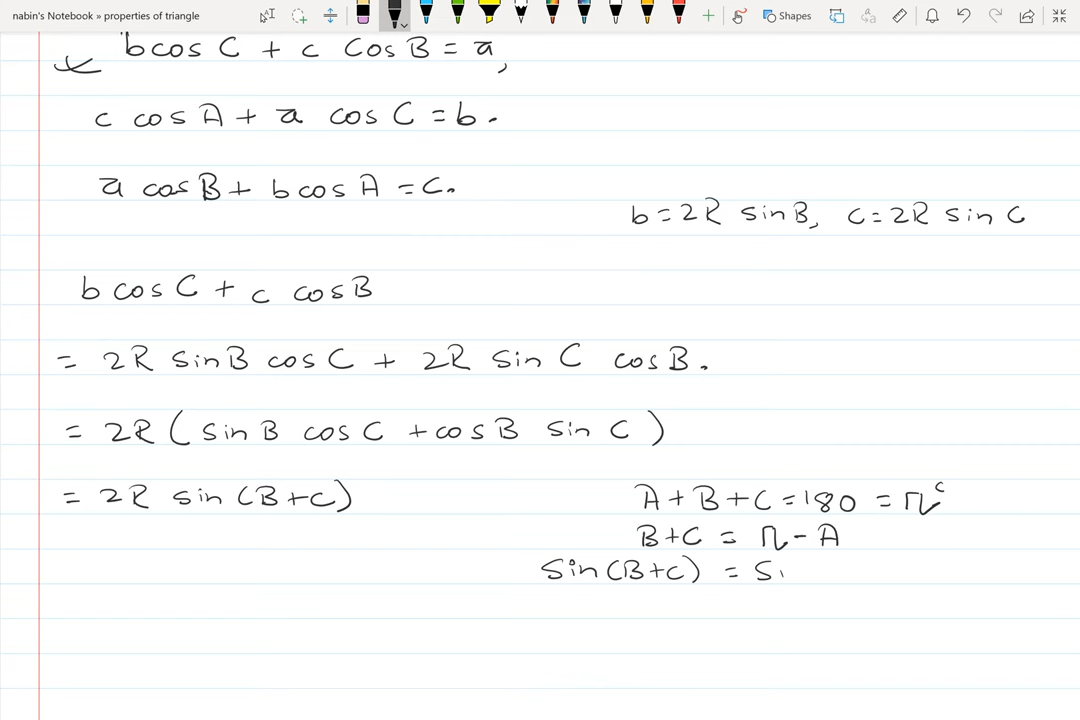 nabin's Notebook » properties of triangle
Shapes
b cos C + c Cos B = a,
c cos A + a cos C = b.
a cos B + b cos A = c.
b = 2R sin B, c = 2R sin C
b cos C + c cos B
= 2R sin B cos C + 2R sin C cos B.
= 2R ( sin B cos C + cos B sin C )
= 2R sin (B + C)
A + B + C = 180 = π^c
B + C = π - A
Sin (B + C) = Si